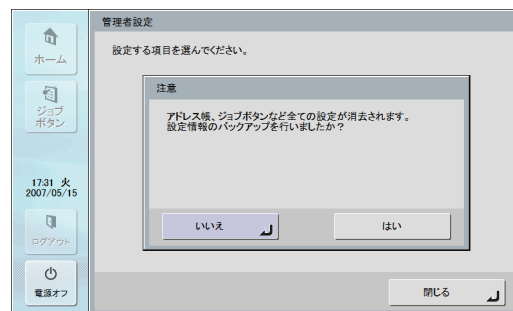 管理者設定
ホーム
設定する項目を選んでください。
注意
アドレス帳、ジョブボタンなど全ての設定が消去されます。
設定情報のバックアップを行いましたか？
ジョブ
ボタン
17:31 火
2007/05/15
いいえ
はい
ログアウト
電源オフ
閉じる